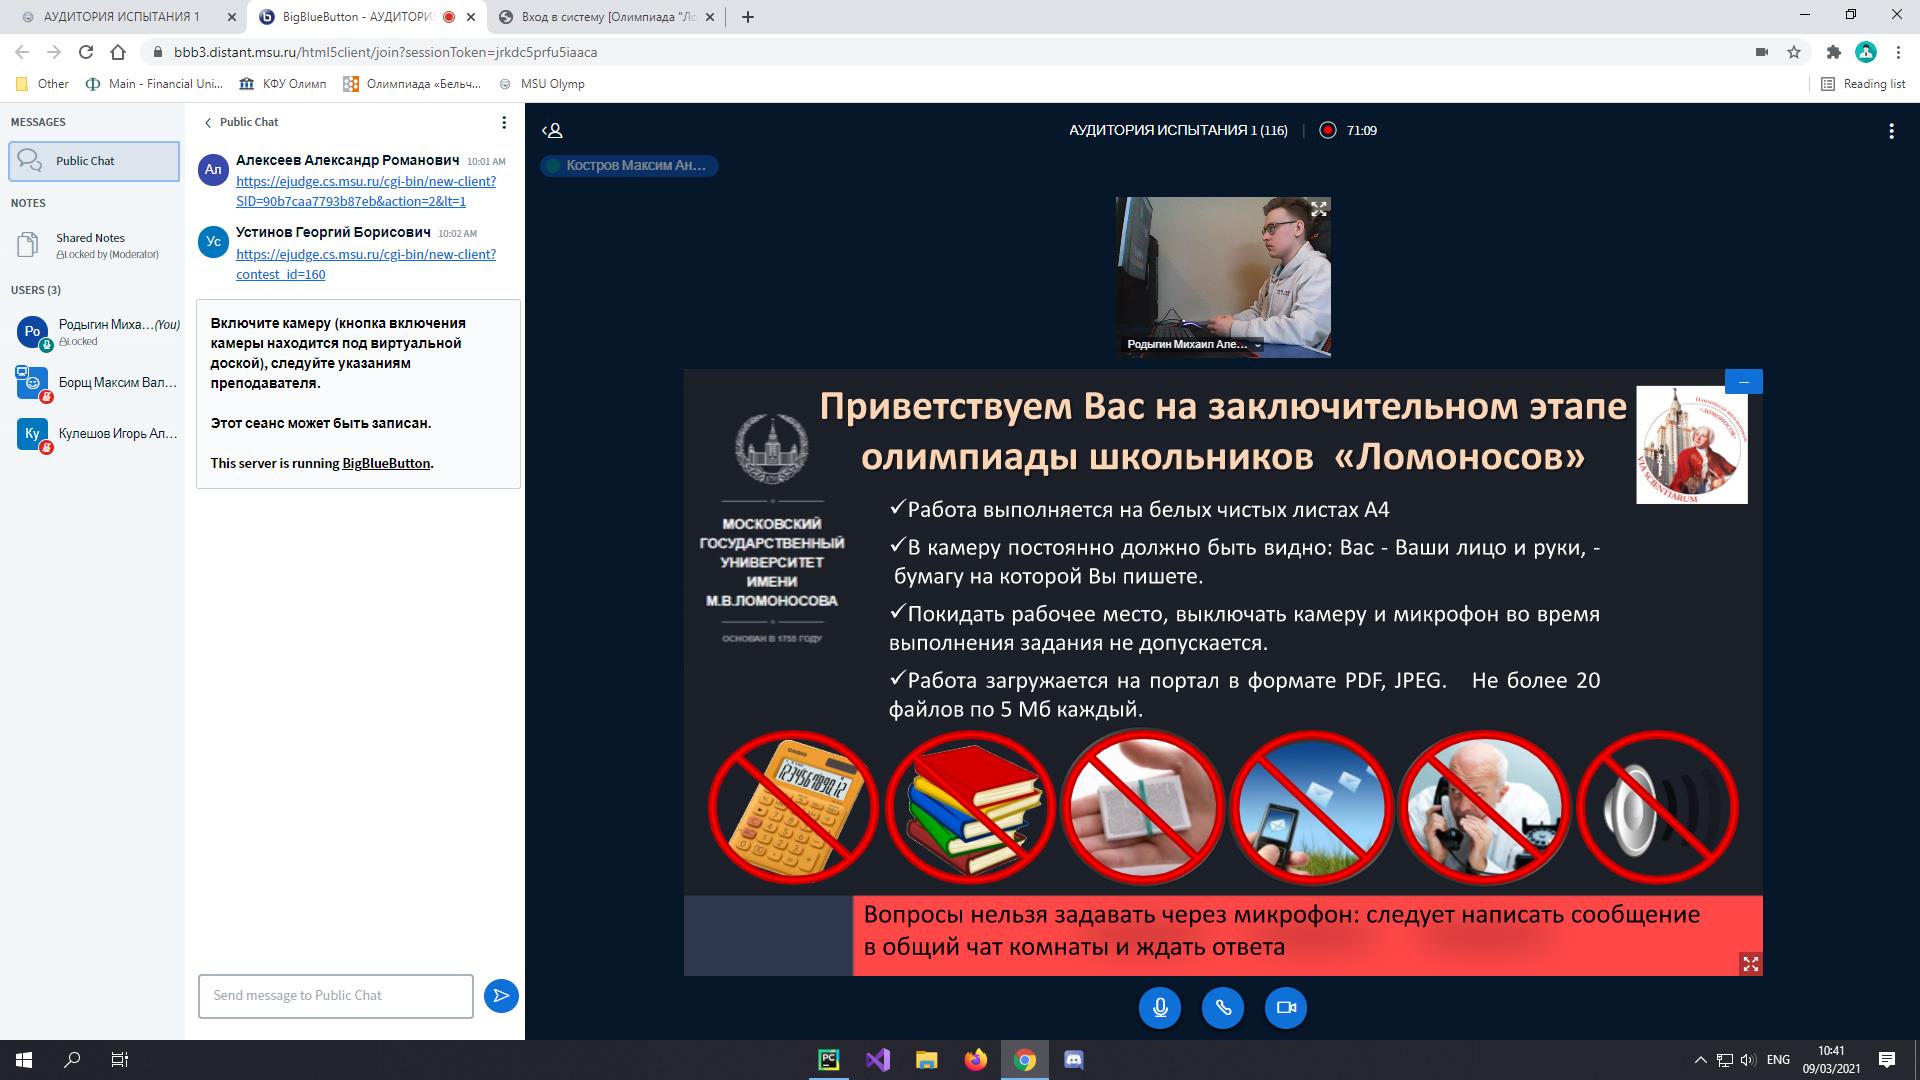 АУДИТОРИЯ ИСПЫТАНИЯ 1
BigBlueButton - АУДИТОРИ
Вход в систему [Олимпиада "Ло
bbb3.distant.msu.ru/html5client/join?sessionToken=jrkdc5prfu5iaaca
Other
Main - Financial Uni...
КФУ Олимп
Олимпиада «Бельч...
MSU Olymp
Reading list
MESSAGES
Public Chat
NOTES
Shared Notes
Locked by (Moderator)
USERS (3)
Ро
Родыгин Миха...(You)
Locked
Борщ Максим Вал...
Ку
Кулешов Игорь Ал...
Public Chat
Ал
Алексеев Александр Романович 10:01 AM
https://ejudge.cs.msu.ru/cgi-bin/new-client?
SID=90b7caa7793b87eb&action=2&lt=1
Ус
Устинов Георгий Борисович 10:02 AM
https://ejudge.cs.msu.ru/cgi-bin/new-client?
contest_id=160
Включите камеру (кнопка включения
камеры находится под виртуальной
доской), следуйте указаниям
преподавателя.
Этот сеанс может быть записан.
This server is running BigBlueButton.
Send message to Public Chat
АУДИТОРИЯ ИСПЫТАНИЯ 1 (116)
71:09
Костров Максим Ан...
Родыгин Михаил Але...
Приветствуем Вас на заключительном этапе
олимпиады школьников «Ломоносов»
МОСКОВСКИЙ
ГОСУДАРСТВЕННЫЙ
УНИВЕРСИТЕТ
ИМЕНИ
М.В.ЛОМОНОСОВА
ОСНОВАН В 1755 ГОДУ
"ЛОМОНОСОВ"
VIA SCIENTIARUM
✓Работа выполняется на белых чистых листах А4
✓В камеру постоянно должно быть видно: Вас - Ваши лицо и руки, -
бумагу на которой Вы пишете.
✓Покидать рабочее место, выключать камеру и микрофон во время
выполнения задания не допускается.
✓Работа загружается на портал в формате PDF, JPEG. Не более 20
файлов по 5 Мб каждый.
CASIO
Вопросы нельзя задавать через микрофон: следует написать сообщение
в общий чат комнаты и ждать ответа
PC
ENG
10:41
09/03/2021